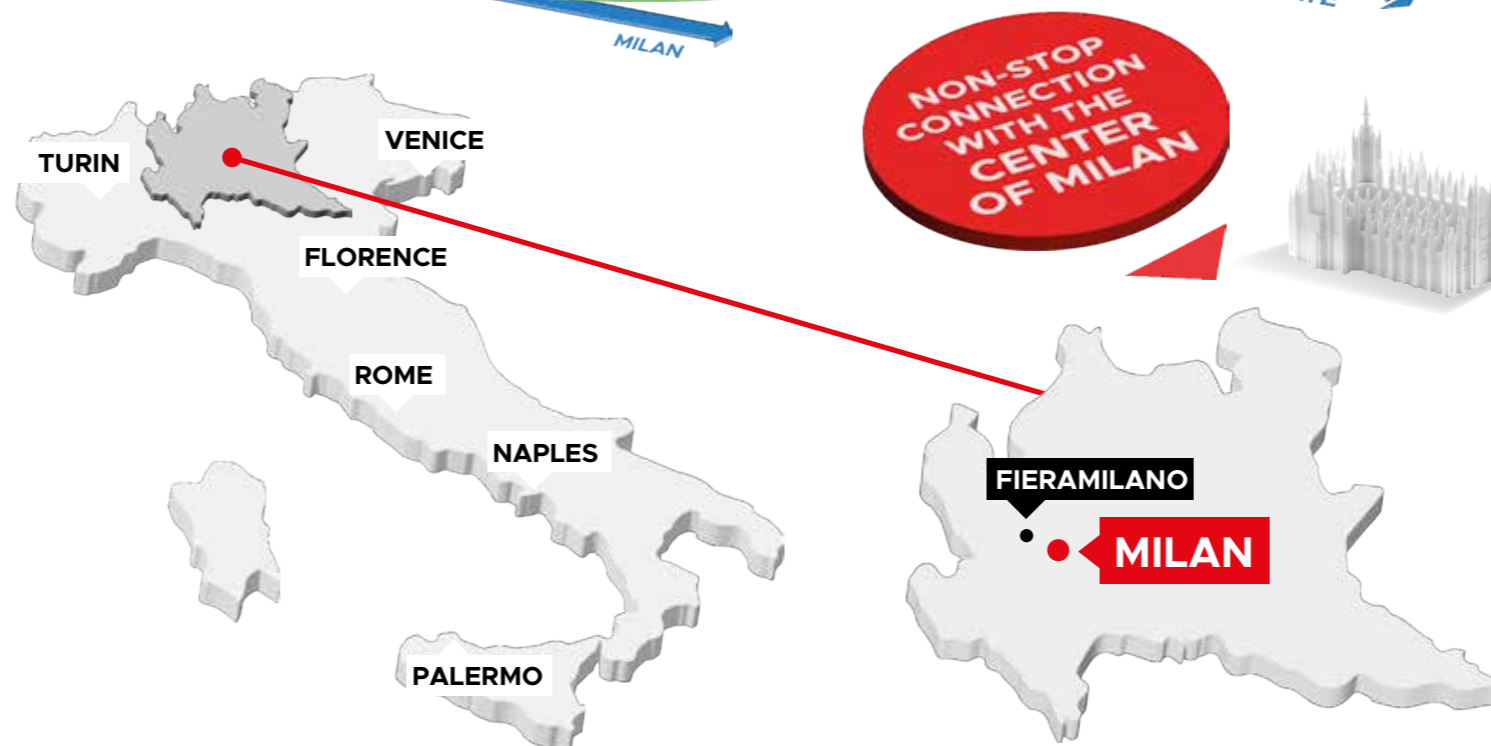 MILAN
NON-STOP
CONNECTION
WITH THE
CENTER
OF MILAN
VENICE
TURIN
FLORENCE
ROME
NAPLES
PALERMO
FIERAMILANO
MILAN